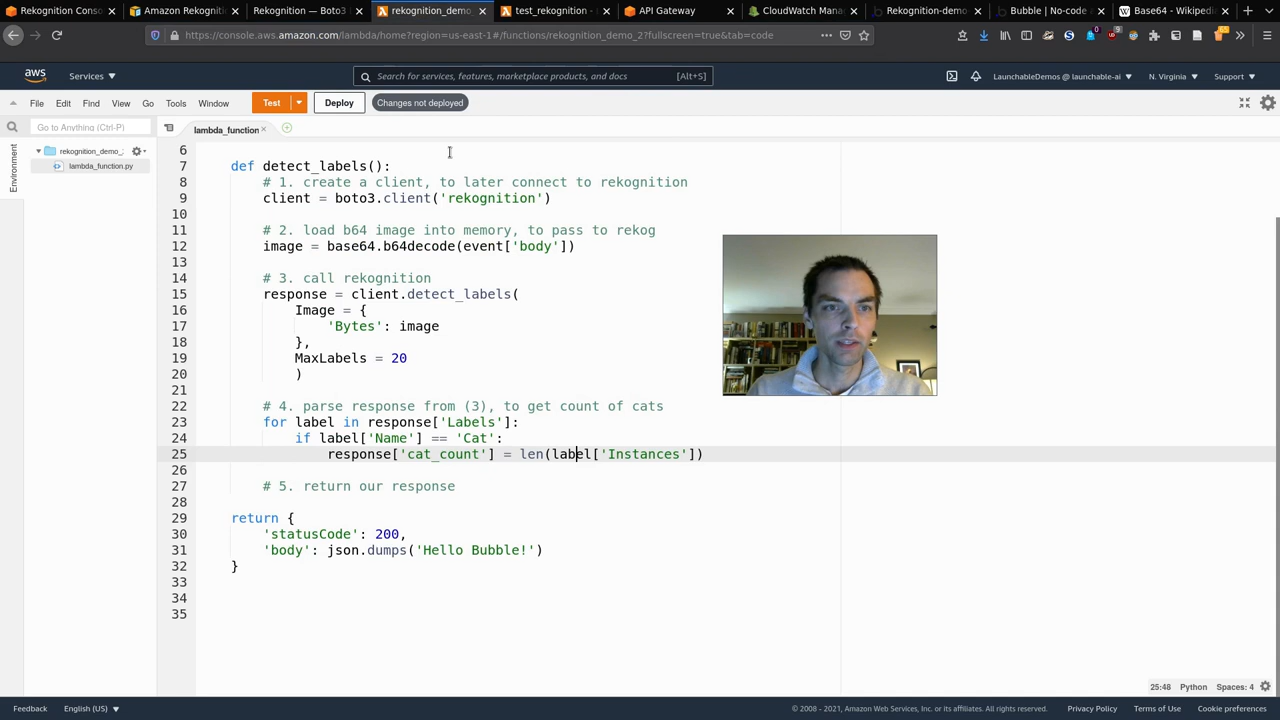 Rekognition Conso
Amazon Rekogniti
Rekognition — Boto3
rekognition_demo_
test_rekognition -
API Gateway
CloudWatch Mana
Rekognition-demo
Bubble | No-code
Base64 - Wikipedi
https://console.aws.amazon.com/lambda/home?region=us-east-1#/functions/rekognition_demo_2?fullscreen=true&tab=code
aws
Services
Search for services, features, marketplace products, and docs
[Alt+S]
LaunchableDemos @ launchable-ai
N. Virginia
Support
File Edit Find View Go Tools Window
Test
Deploy
Changes not deployed
Go to Anything (Ctrl-P)
lambda_function
Environment
rekognition_demo_
lambda_function.py
6
7 def detect_labels():
8 # 1. create a client, to later connect to rekognition
9 client = boto3.client('rekognition')
10
11 # 2. load b64 image into memory, to pass to rekog
12 image = base64.b64decode(event['body'])
13
14 # 3. call rekognition
15 response = client.detect_labels(
16 Image = {
17 'Bytes': image
18 },
19 MaxLabels = 20
20 )
21
22 # 4. parse response from (3), to get count of cats
23 for label in response['Labels']:
24 if label['Name'] == 'Cat':
25 response['cat_count'] = len(label['Instances'])
26
27 # 5. return our response
28
29 return {
30 'statusCode': 200,
31 'body': json.dumps('Hello Bubble!')
32 }
33
34
35
25:48 Python Spaces: 4
Feedback
English (US)
© 2008 - 2021, Amazon Web Services, Inc. or its affiliates. All rights reserved.
Privacy Policy
Terms of Use
Cookie preferences